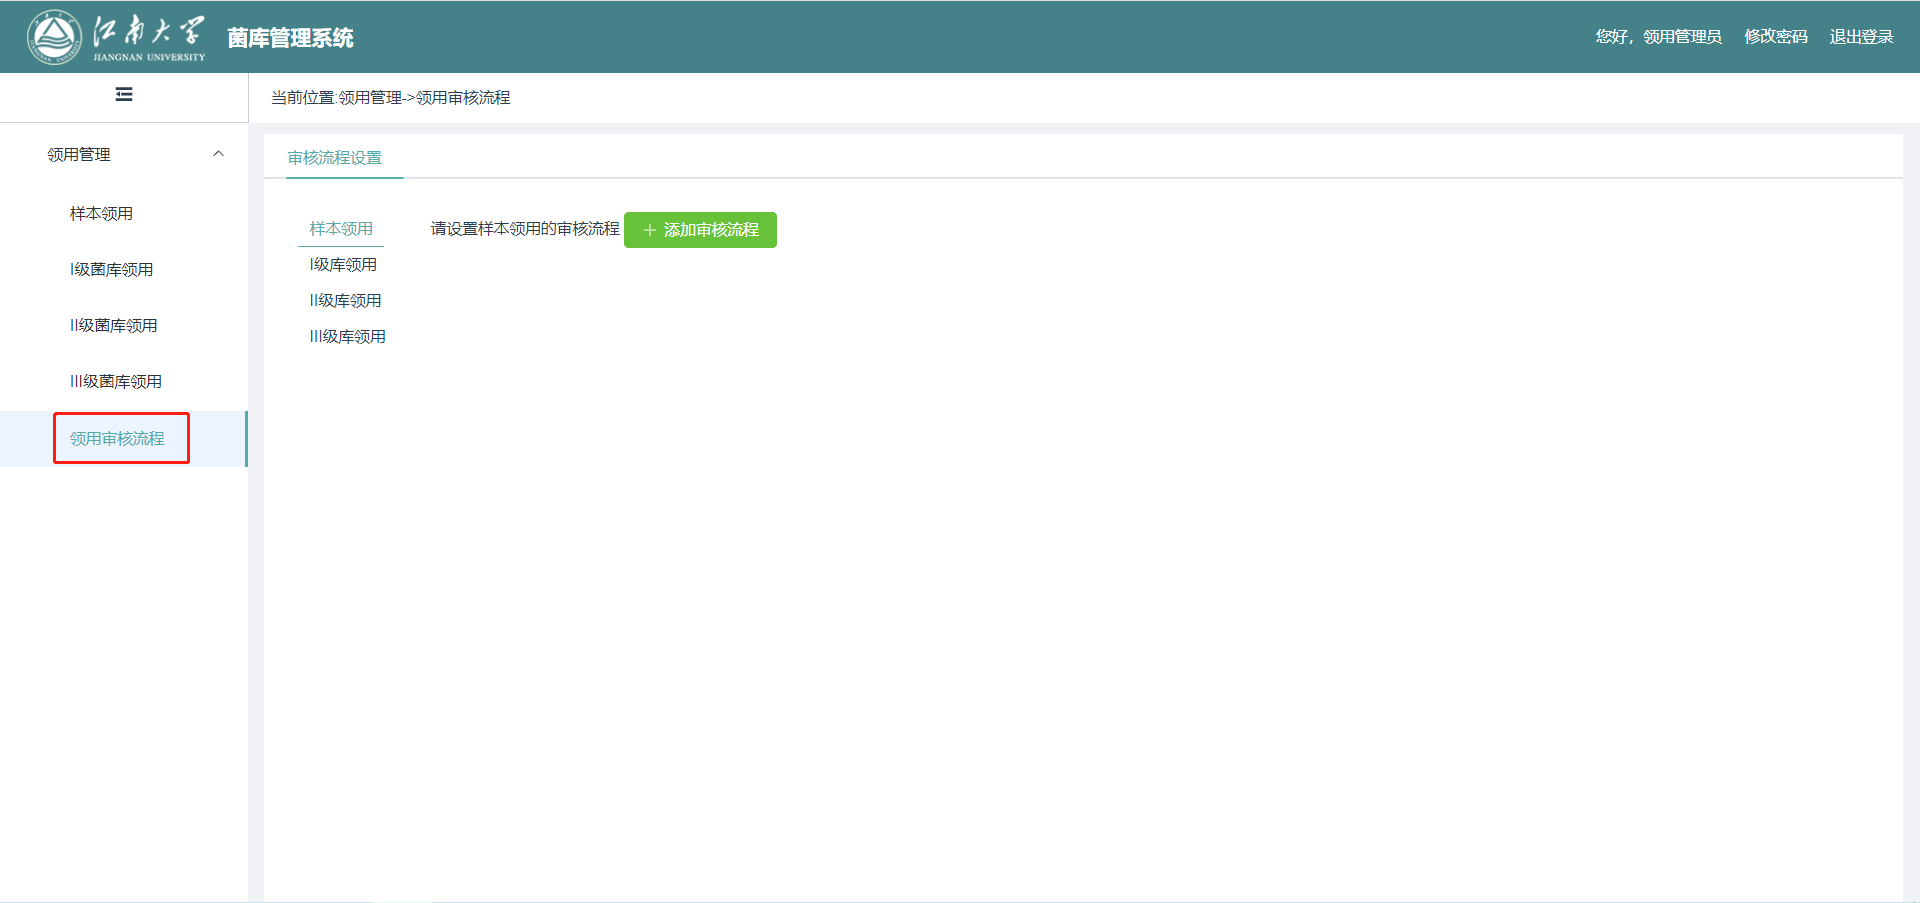 江南大学
JIANGNAN UNIVERSITY
菌库管理系统
您好，领用管理员 修改密码 退出登录
当前位置:领用管理->领用审核流程
领用管理
样本领用
I级菌库领用
II级菌库领用
III级菌库领用
领用审核流程
审核流程设置
样本领用
I级库领用
II级库领用
III级库领用
请设置样本领用的审核流程
+ 添加审核流程